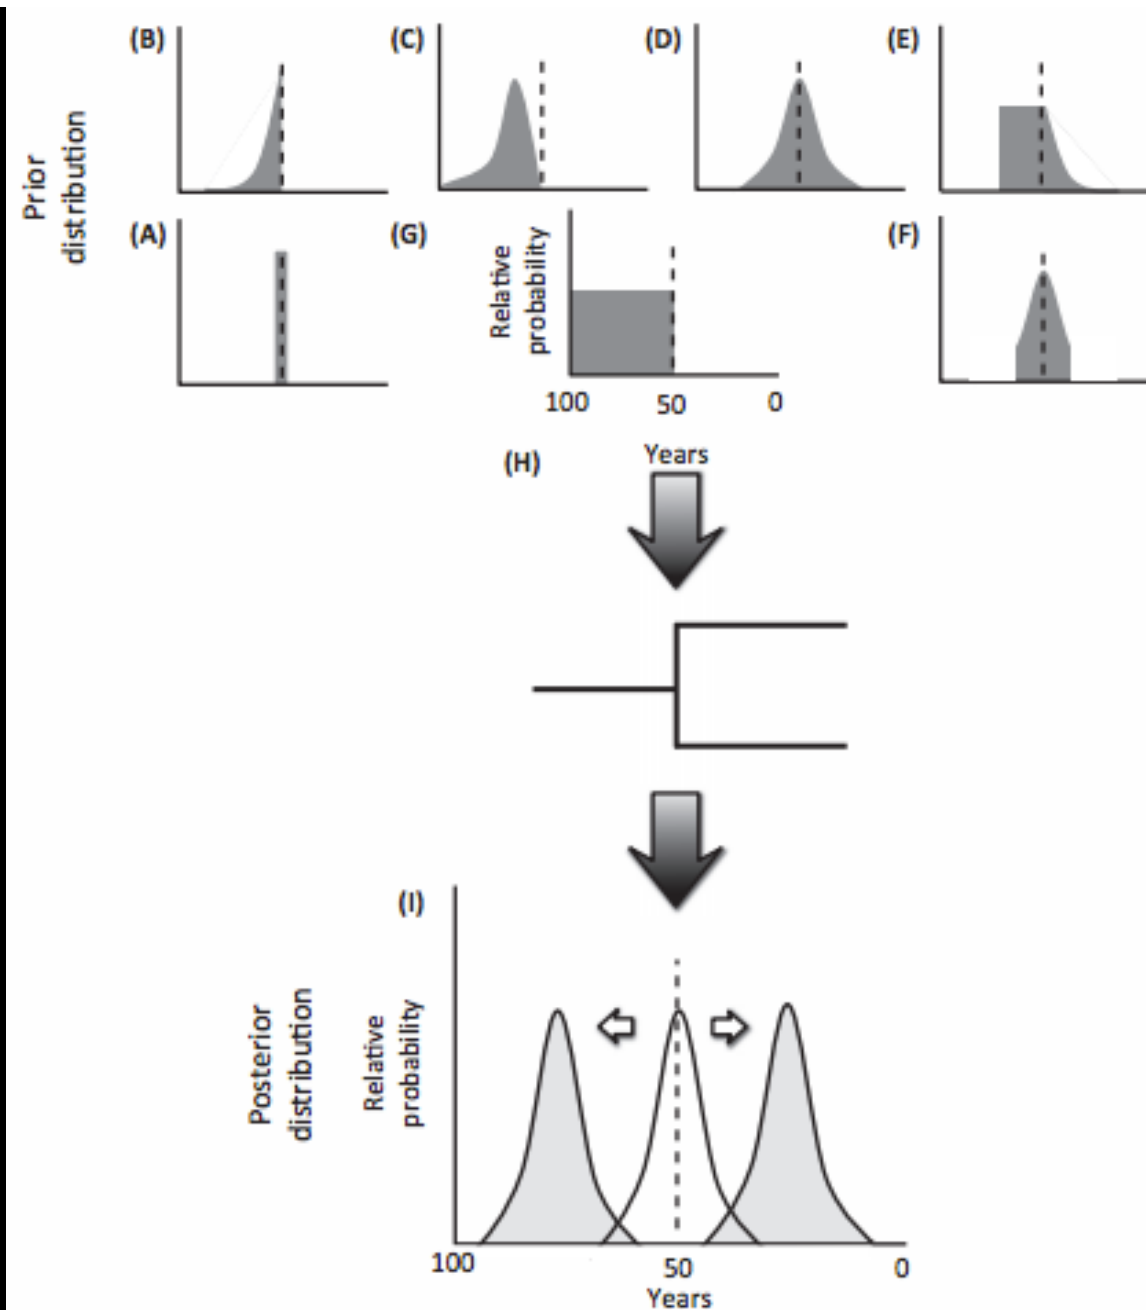 (B)
(C)
(D)
(E)
Prior
distribution
(A)
(G)
Relative
probability
(F)
100
50
0
Years
(H)
(I)
Posterior
distribution
Relative
probability
100
50
0
Years